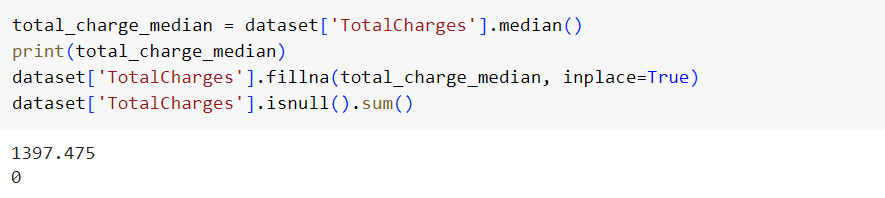 total_charge_median = dataset['TotalCharges'].median()
print(total_charge_median)
dataset['TotalCharges'].fillna(total_charge_median, inplace=True)
dataset['TotalCharges'].isnull().sum()
1397.475
0